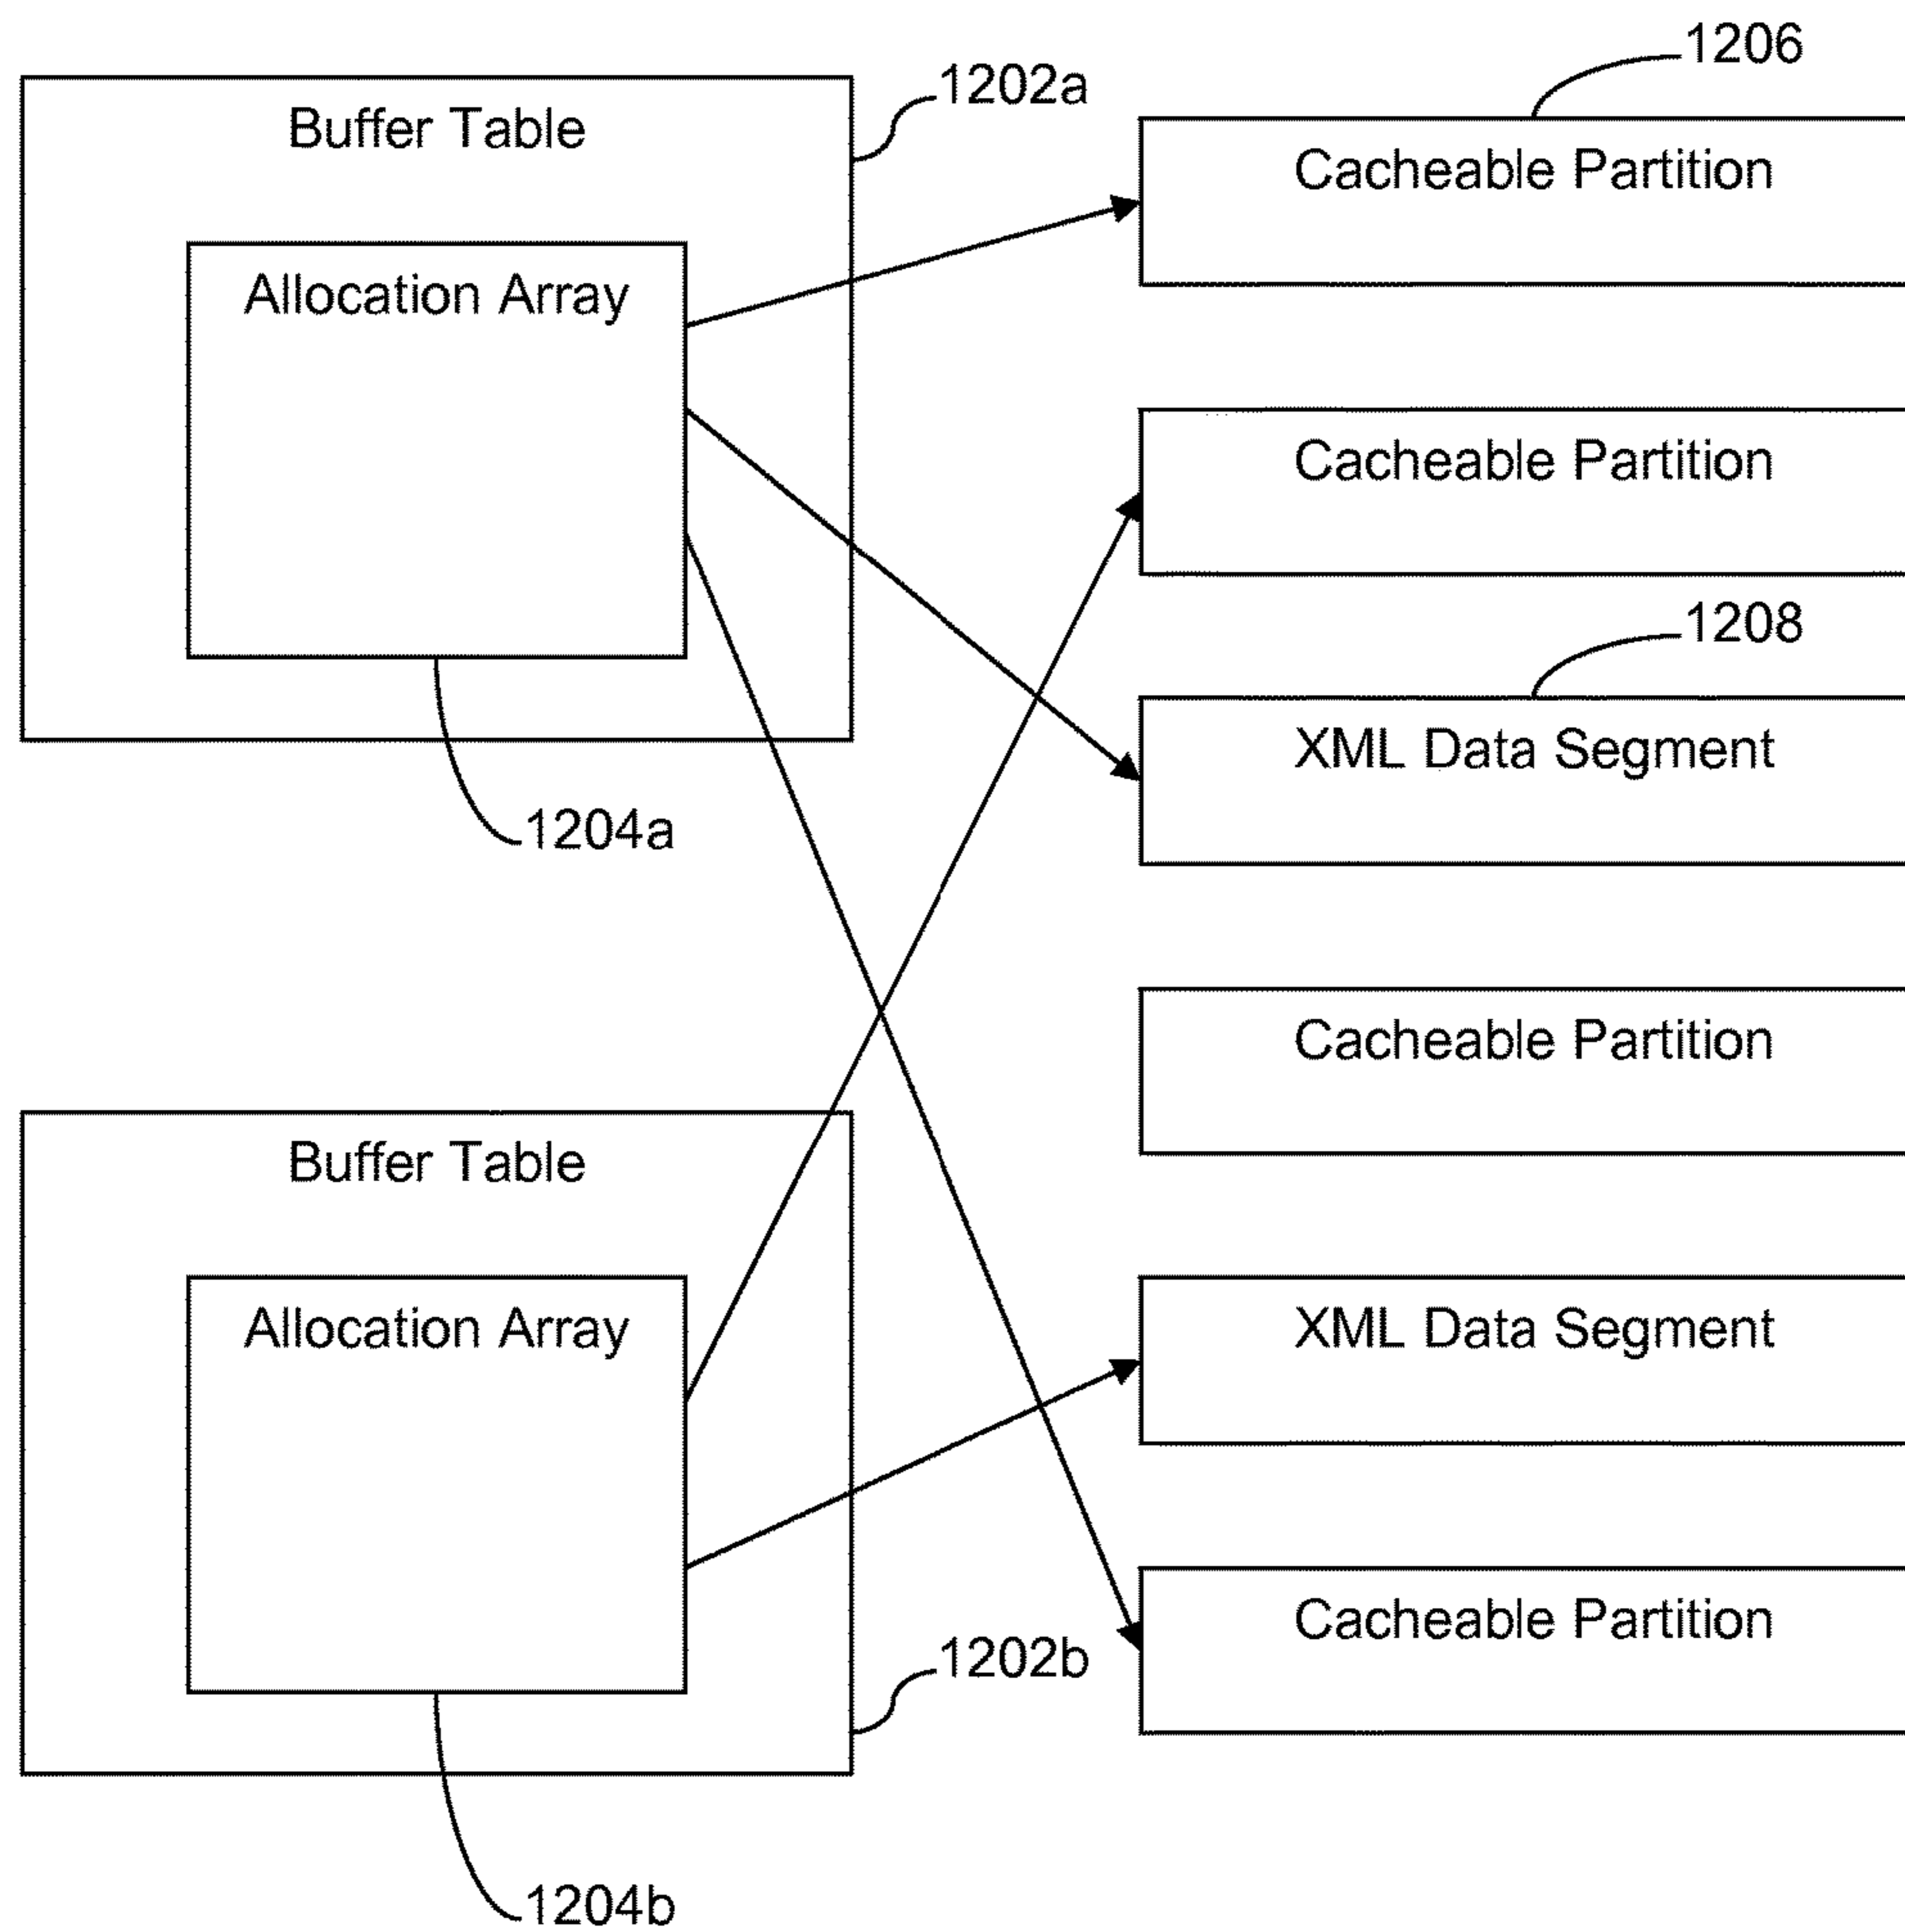 1206
1202a
Buffer Table
Cacheable Partition
Allocation Array
Cacheable Partition
1208
XML Data Segment
1204a
Cacheable Partition
Buffer Table
XML Data Segment
Allocation Array
Cacheable Partition
1202b
1204b